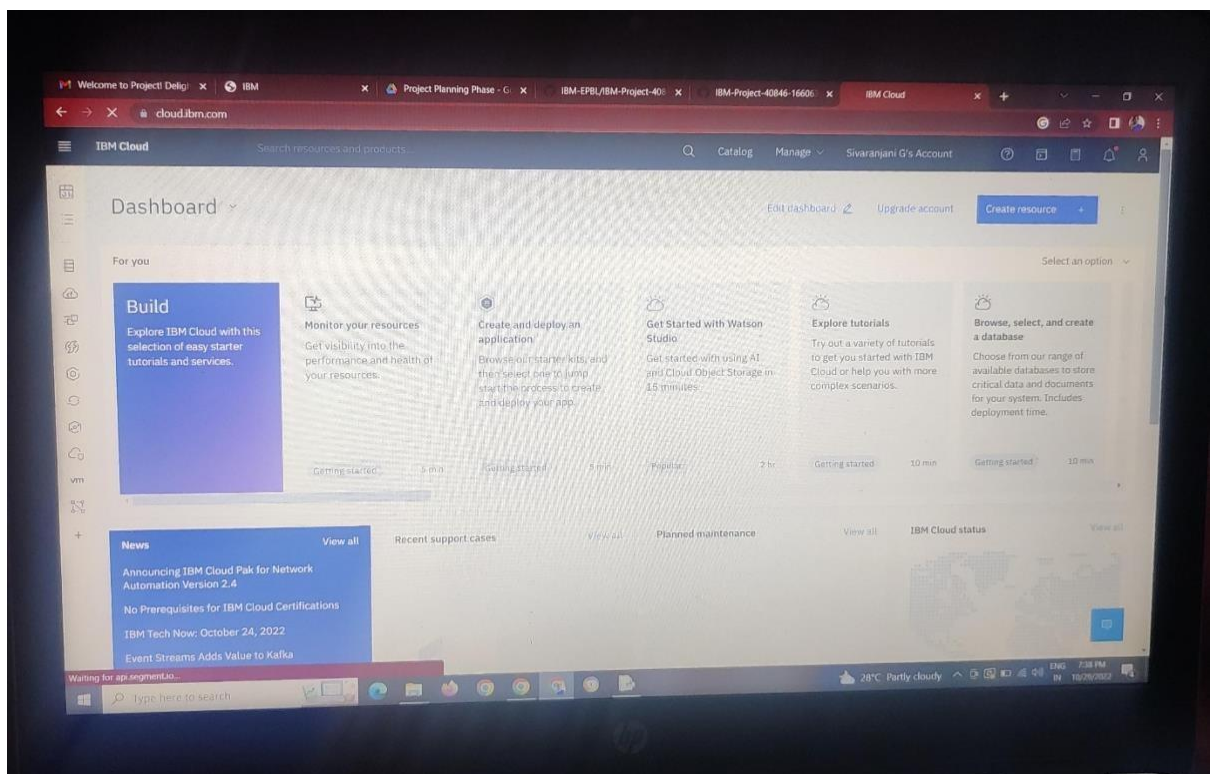 Welcome to Project! Delig
IBM
Project Planning Phase - G
IBM-EPBL/IBM-Project-408
IBM-Project-40846-16606
IBM Cloud
cloud.ibm.com
IBM Cloud
Search resources and products...
Catalog
Manage
Sivaranjani G's Account
Dashboard
Edit dashboard
Upgrade account
Create resource +
For you
Select an option
Build
Explore IBM Cloud with this
selection of easy starter
tutorials and services.
Monitor your resources
Get visibility into the
performance and health of
your resources.
Getting started 5 min
Create and deploy an
application
Browse our starter kits, and
then select one to jump
start the process to create
and deploy your app.
Getting started 5 min
Get Started with Watson
Studio
Get started with using AI
and Cloud Object Storage in
15 minutes.
Popular 2 hr
Explore tutorials
Try out a variety of tutorials
to get you started with IBM
Cloud or help you with more
complex scenarios.
Getting started 10 min
Browse, select, and create
a database
Choose from our range of
available databases to store
critical data and documents
for your system. Includes
deployment time.
Getting started 10 min
vm
News
View all
Announcing IBM Cloud Pak for Network
Automation Version 2.4
No Prerequisites for IBM Cloud Certifications
IBM Tech Now: October 24, 2022
Event Streams Adds Value to Kafka
Recent support cases
View all
Planned maintenance
View all
IBM Cloud status
View all
Waiting for api.segment.io...
Type here to search
28°C Partly cloudy
ENG
IN
7:38 PM
10/28/2022
hp